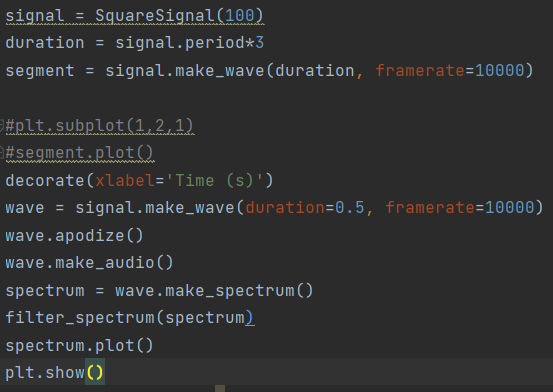 signal = SquareSignal(100)
duration = signal.period*3
segment = signal.make_wave(duration, framerate=10000)
#plt.subplot(1,2,1)
#segment.plot()
decorate(xlabel='Time (s)')
wave = signal.make_wave(duration=0.5, framerate=10000)
wave.apodize()
wave.make_audio()
spectrum = wave.make_spectrum()
filter_spectrum(spectrum)
spectrum.plot()
plt.show()